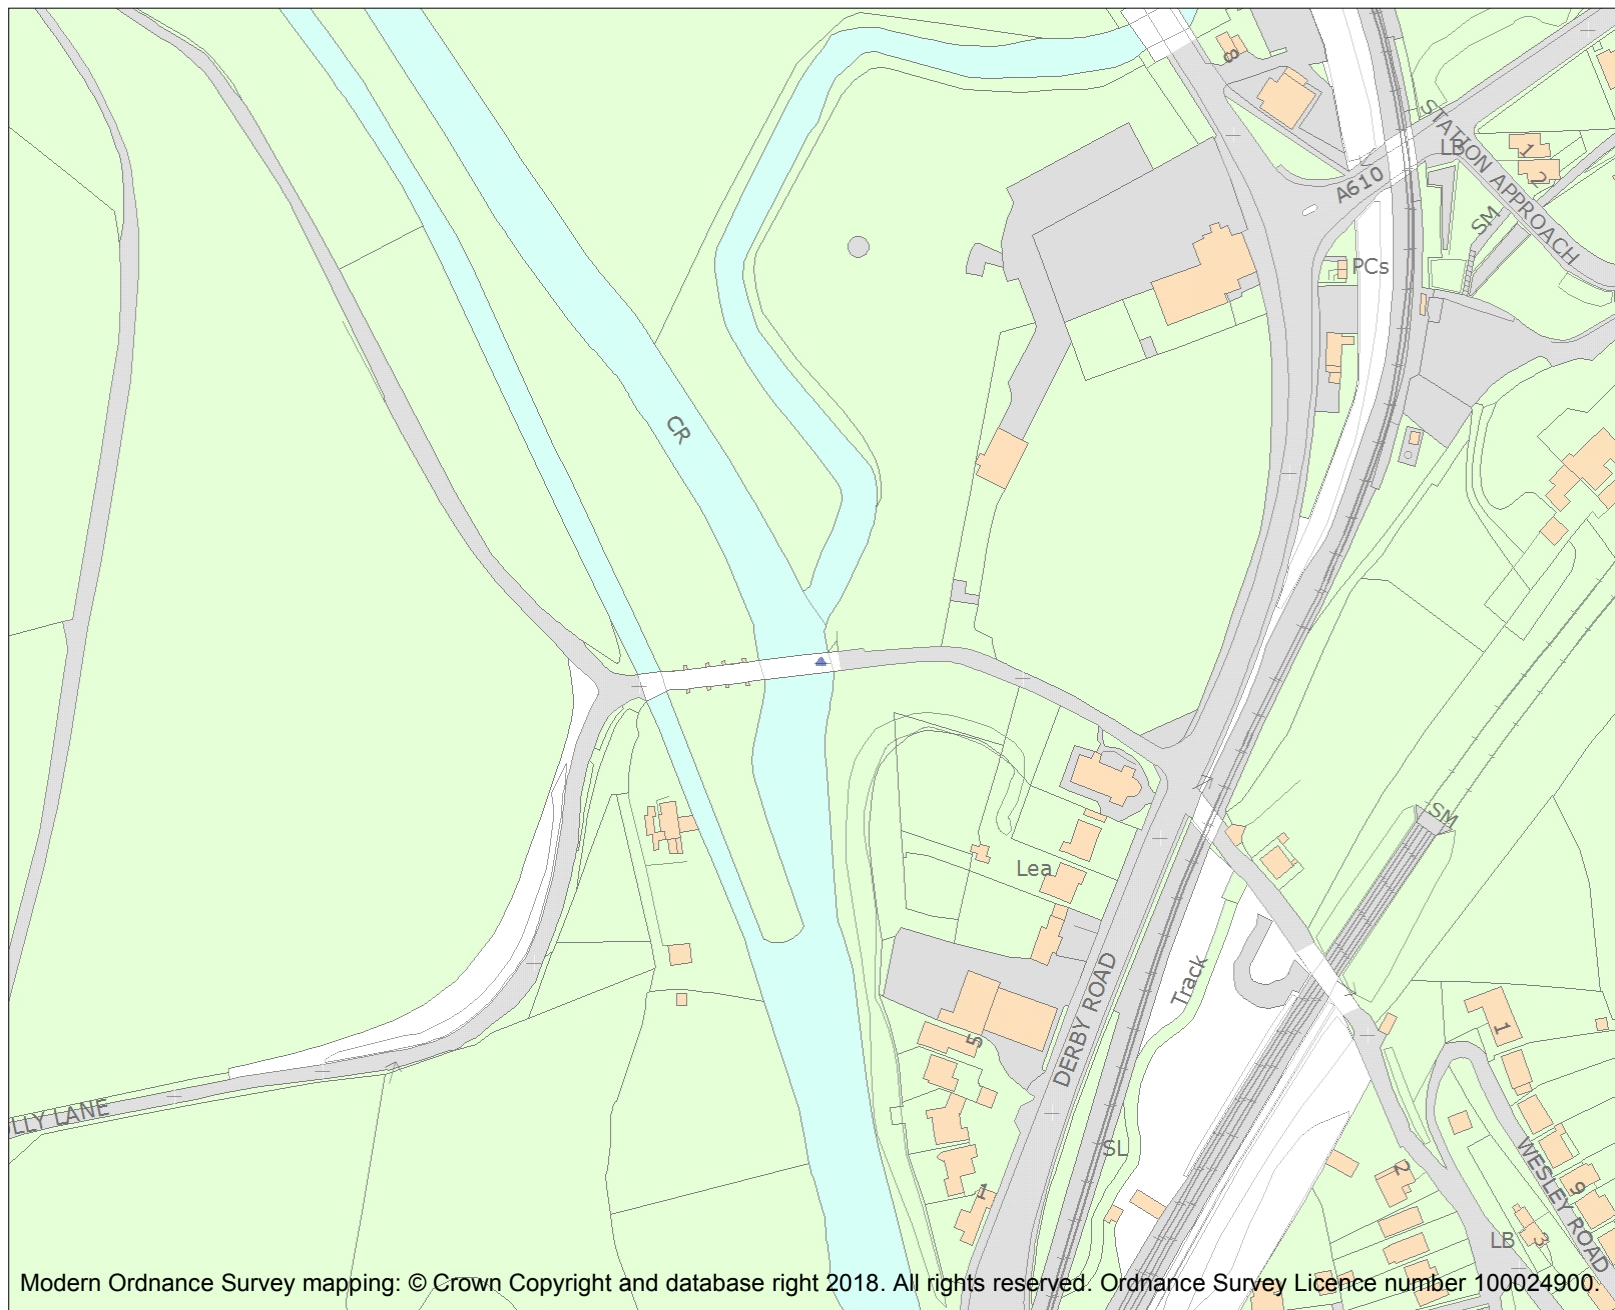 8
STATION APPROACH
LB
1
2
A610
SM
PCs
CR
SM
Lea
Track
DERBY ROAD
5
1
OLLY LANE
SL
1
2
WESLEY ROAD
9
LB
3
Modern Ordnance Survey mapping: © Crown Copyright and database right 2018. All rights reserved. Ordnance Survey Licence number 100024900.